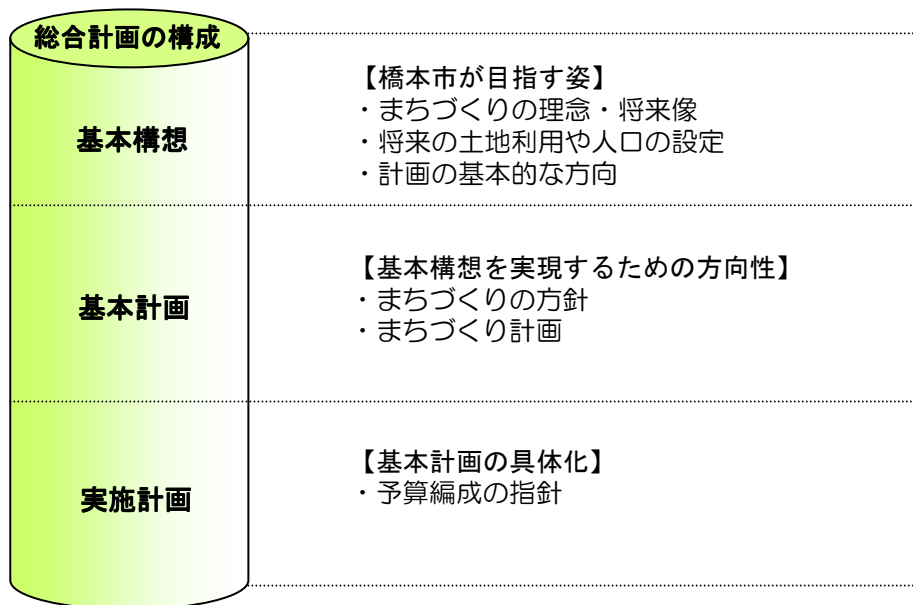 総合計画の構成
基本構想
【橋本市が目指す姿】
・まちづくりの理念・将来像
・将来の土地利用や人口の設定
・計画の基本的な方向
基本計画
【基本構想を実現するための方向性】
・まちづくりの方針
・まちづくり計画
実施計画
【基本計画の具体化】
・予算編成の指針